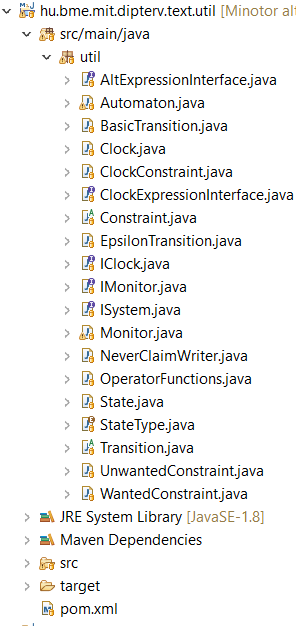 hu.bme.mit.dipterv.text.util [Minotor alt
src/main/java
util
AltExpressionInterface.java
Automaton.java
BasicTransition.java
Clock.java
ClockConstraint.java
ClockExpressionInterface.java
Constraint.java
EpsilonTransition.java
IClock.java
IMonitor.java
ISystem.java
Monitor.java
NeverClaimWriter.java
OperatorFunctions.java
State.java
StateType.java
Transition.java
UnwantedConstraint.java
WantedConstraint.java
JRE System Library [JavaSE-1.8]
Maven Dependencies
src
target
pom.xml